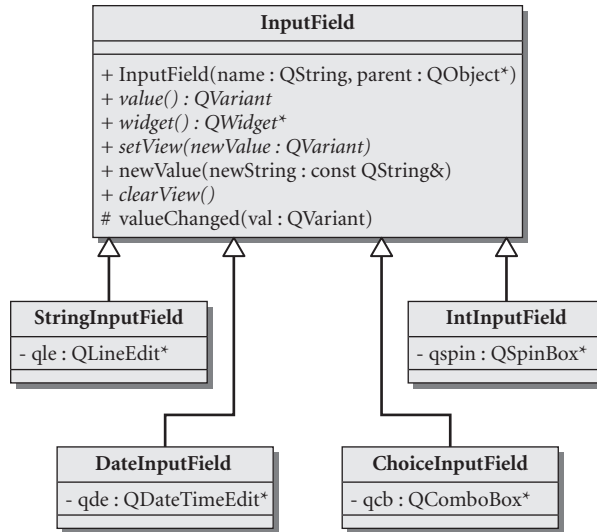 InputField
+ InputField(name : QString, parent : QObject*)
+ value() : QVariant
+ widget() : QWidget*
+ setView(newValue : QVariant)
+ newValue(newString : const QString&)
+ clearView()
# valueChanged(val : QVariant)
StringInputField
- qle : QLineEdit*
IntInputField
- qspin : QSpinBox*
DateInputField
- qde : QDateTimeEdit*
ChoiceInputField
- qcb : QComboBox*